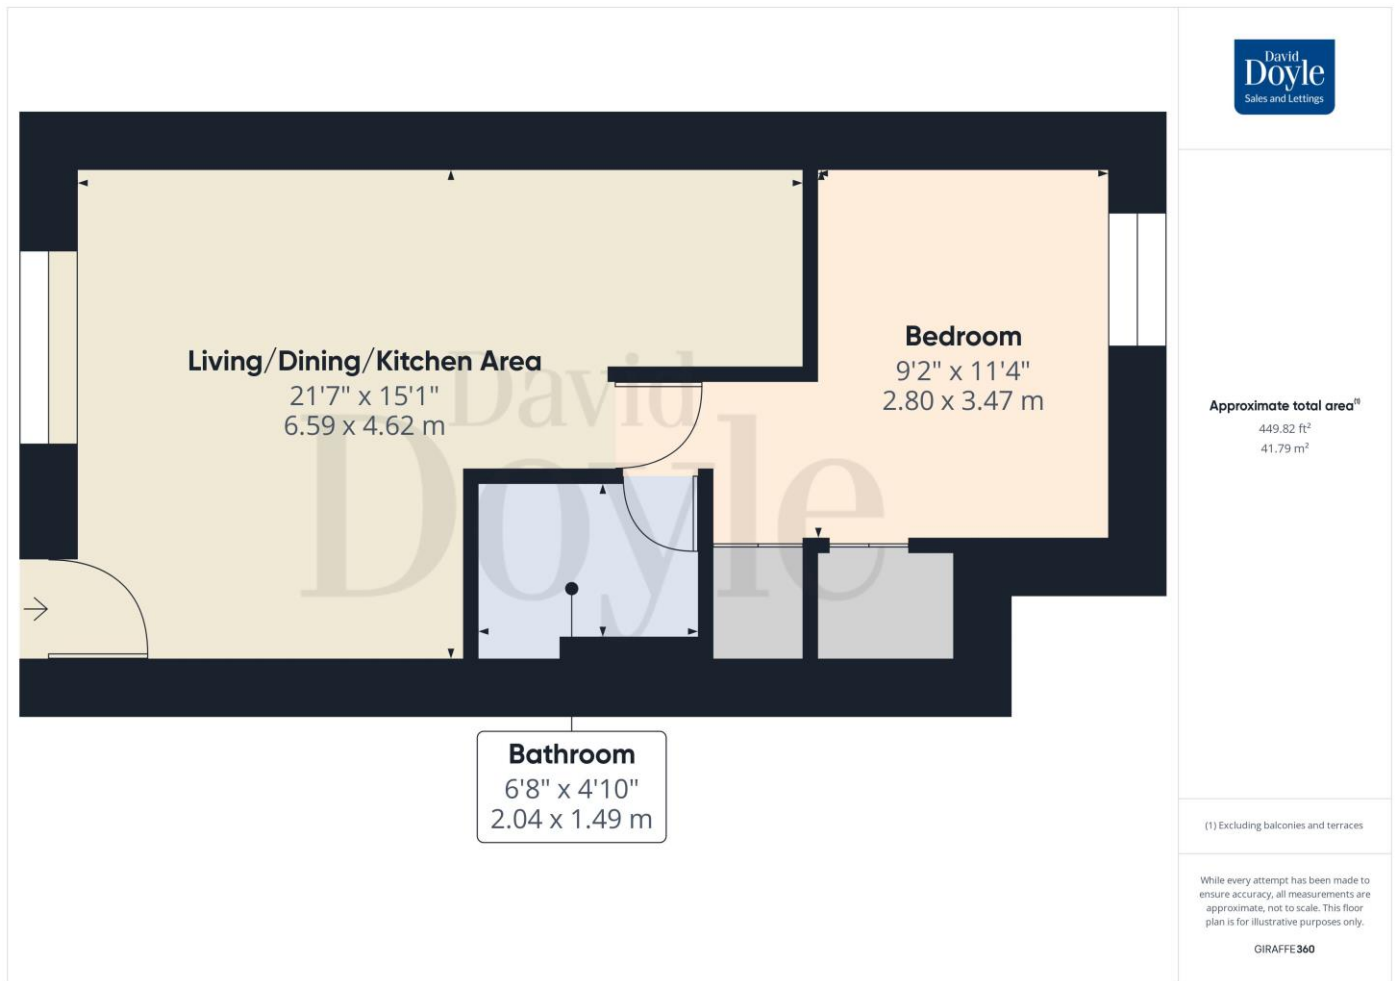 David
Doyle
Sales and Lettings
Living/Dining/Kitchen Area
21'7" x 15'1"
6.59 x 4.62 m
Bedroom
9'2" x 11'4"
2.80 x 3.47 m
David
Doyle
Bathroom
6'8" x 4'10"
2.04 x 1.49 m
Approximate total area(1)
449.82 ft²
41.79 m²
(1) Excluding balconies and terraces
While every attempt has been made to
ensure accuracy, all measurements are
approximate, not to scale. This floor
plan is for illustrative purposes only.
GIRAFFE360